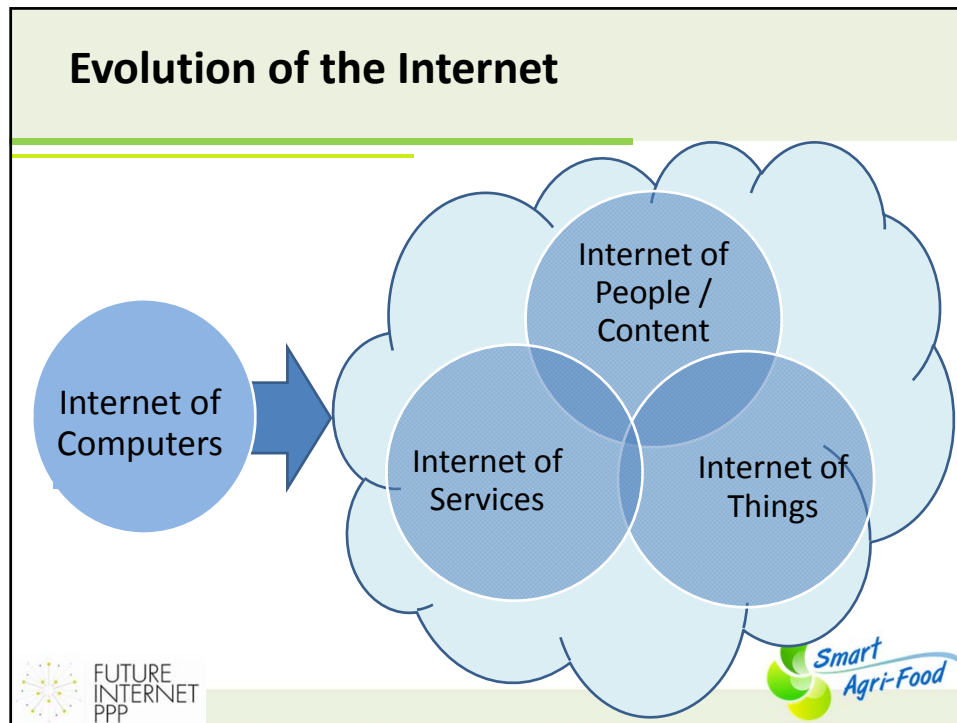 Evolution of the Internet
Internet of
People /
Content
Internet of
Computers
Internet of
Services
Internet of
Things
FUTURE
INTERNET
PPP
Smart
Agri-Food